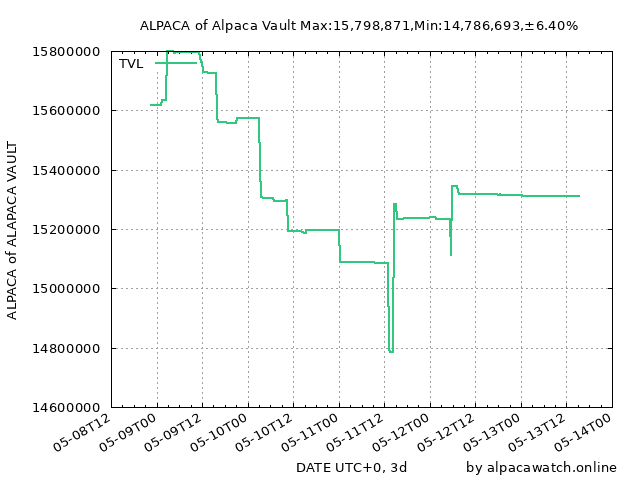 ALPACA of Alpaca Vault Max:15,798,871,Min:14,786,693,±6.40%
TVL
15800000
15600000
15400000
15200000
15000000
14800000
14600000
ALPACA of ALAPACA VAULT
05-08T12
05-09T00
05-09T12
05-10T00
05-10T12
05-11T00
05-11T12
05-12T00
05-12T12
05-13T00
05-13T12
05-14T00
DATE UTC+0, 3d
by alpacawatch.online